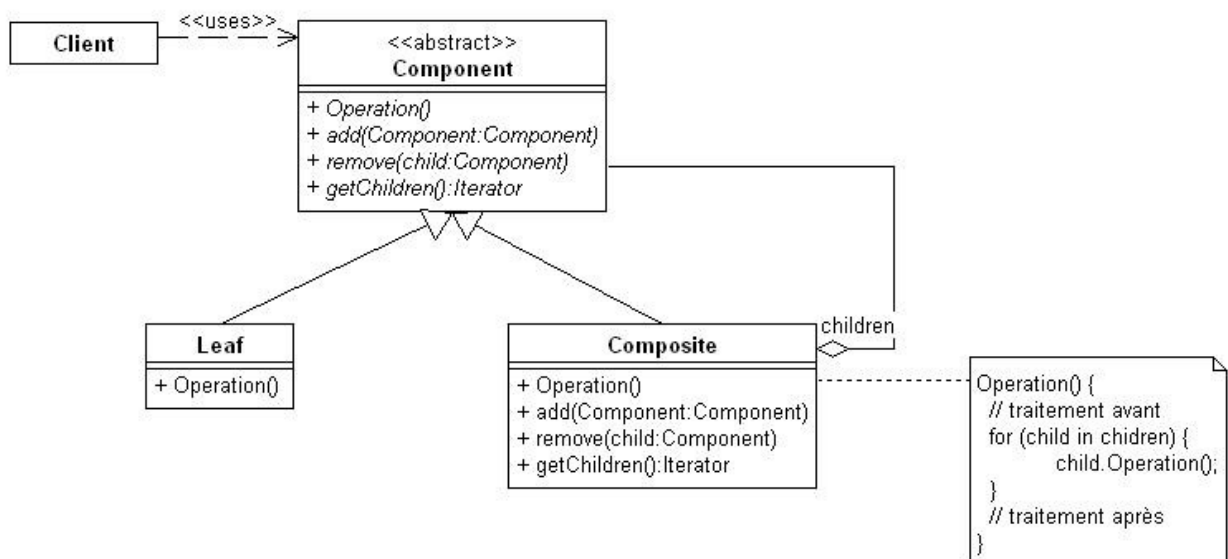 <<uses>>
Client
<<abstract>>
Component
+ Operation()
+ add(Component:Component)
+ remove(child:Component)
+ getChildren():Iterator
Leaf
+ Operation()
children
Composite
+ Operation()
+ add(Component:Component)
+ remove(child:Component)
+ getChildren():Iterator
Operation() {
// traitement avant
for (child in chidren) {
child.Operation();
}
// traitement après
}